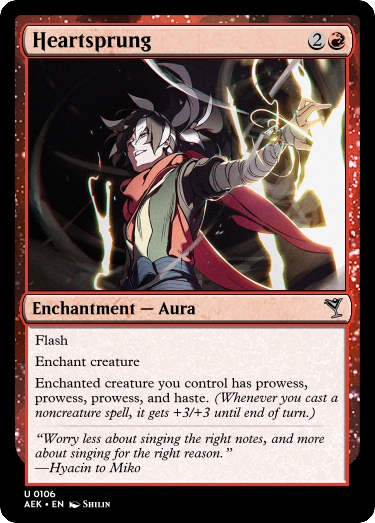 Heartsprung 2
Enchantment — Aura
Flash
Enchant creature
Enchanted creature you control has prowess,
prowess, prowess, and haste. (Whenever you cast a
noncreature spell, it gets +3/+3 until end of turn.)
“Worry less about singing the right notes, and more
about singing for the right reason.”
—Hyacin to Miko
U 0106
AEK • EN Shilin